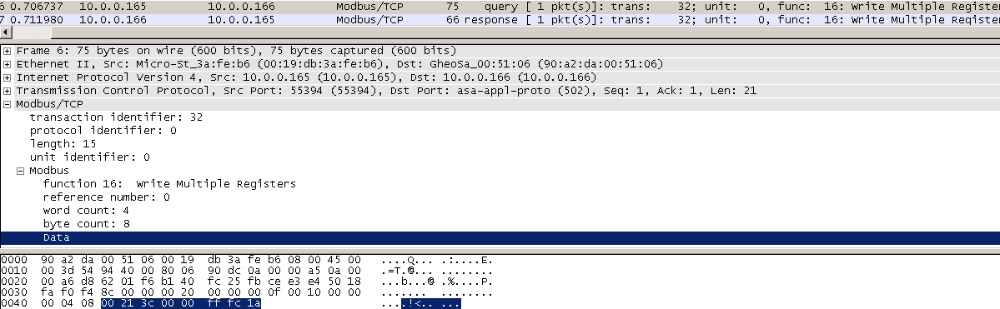 6 0.706737 10.0.0.165 10.0.0.166 Modbus/TCP 75 query [ 1 pkt(s)]: trans: 32; unit: 0, func: 16: Write Multiple Register
7 0.711980 10.0.0.166 10.0.0.165 Modbus/TCP 66 response [ 1 pkt(s)]: trans: 32; unit: 0, func: 16: Write Multiple Register
Frame 6: 75 bytes on wire (600 bits), 75 bytes captured (600 bits)
Ethernet II, Src: Micro-St_3a:fe:b6 (00:19:db:3a:fe:b6), Dst: GheoSa_00:51:06 (90:a2:da:00:51:06)
Internet Protocol Version 4, Src: 10.0.0.165 (10.0.0.165), Dst: 10.0.0.166 (10.0.0.166)
Transmission Control Protocol, Src Port: 55394 (55394), Dst Port: asa-appl-proto (502), Seq: 1, Ack: 1, Len: 21
Modbus/TCP
transaction identifier: 32
protocol identifier: 0
length: 15
unit identifier: 0
Modbus
function 16: Write Multiple Registers
reference number: 0
word count: 4
byte count: 8
Data
0000 90 a2 da 00 51 06 00 19 db 3a fe b6 08 00 45 00 ....Q... .:....E.
0010 00 3d 54 94 40 00 80 06 90 dc 0a 00 00 a5 0a 00 .=T.@... ........
0020 00 a6 d8 62 01 f6 b1 40 fc 25 fb ce e3 e4 50 18 ...b...@ .%....P.
0030 fa f0 f4 8c 00 00 00 20 00 00 00 0f 00 10 00 00 ....... ........
0040 00 04 08 00 21 3c 00 00 ff fc 1a ....!<.. ...